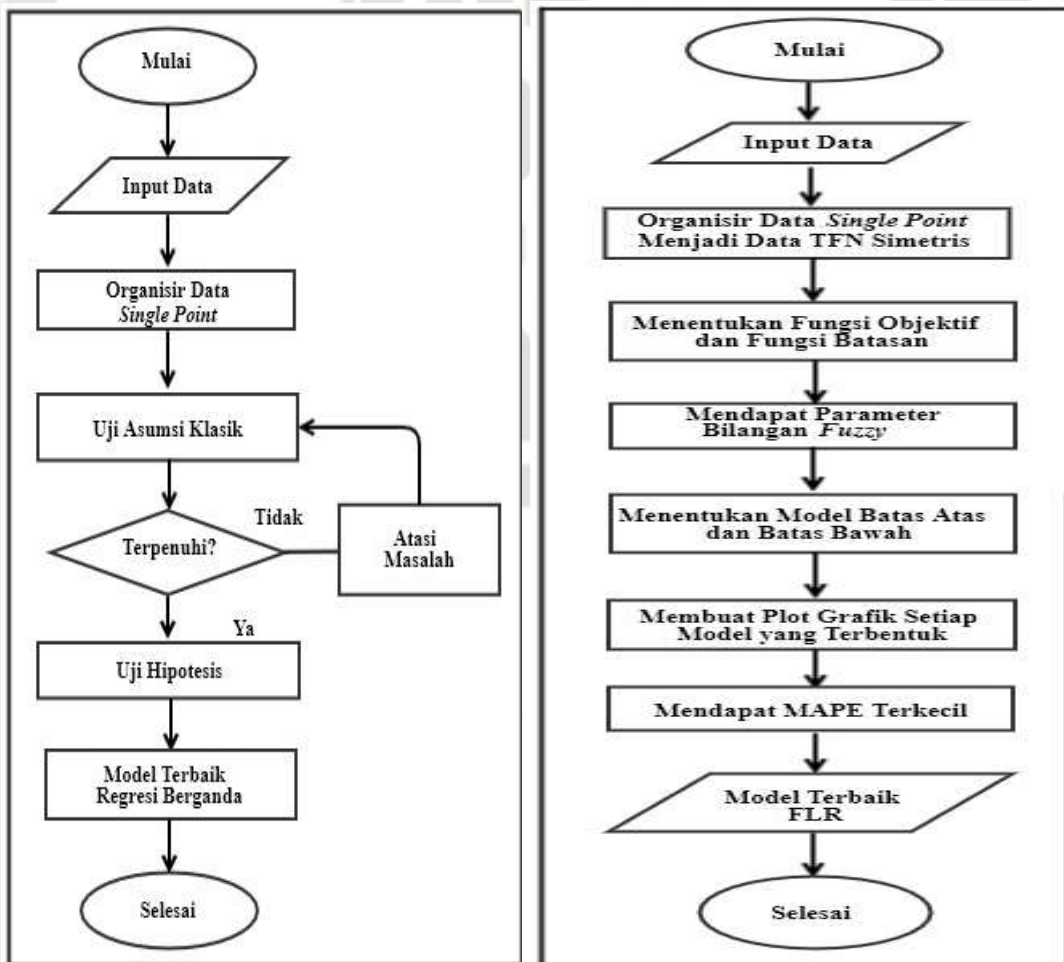 Mulai
Input Data
Organisir Data
Single Point
Uji Asumsi Klasik
Tidak
Terpenuhi?
Atasi
Masalah
Ya
Uji Hipotesis
Model Terbaik
Regresi Berganda
Selesai
Mulai
Input Data
Organisir Data Single Point
Menjadi Data TFN Simetris
Menentukan Fungsi Objektif
dan Fungsi Batasan
Mendapat Parameter
Bilangan Fuzzy
Menentukan Model Batas Atas
dan Batas Bawah
Membuat Plot Grafik Setiap
Model yang Terbentuk
Mendapat MAPE Terkecil
Model Terbaik
FLR
Selesai